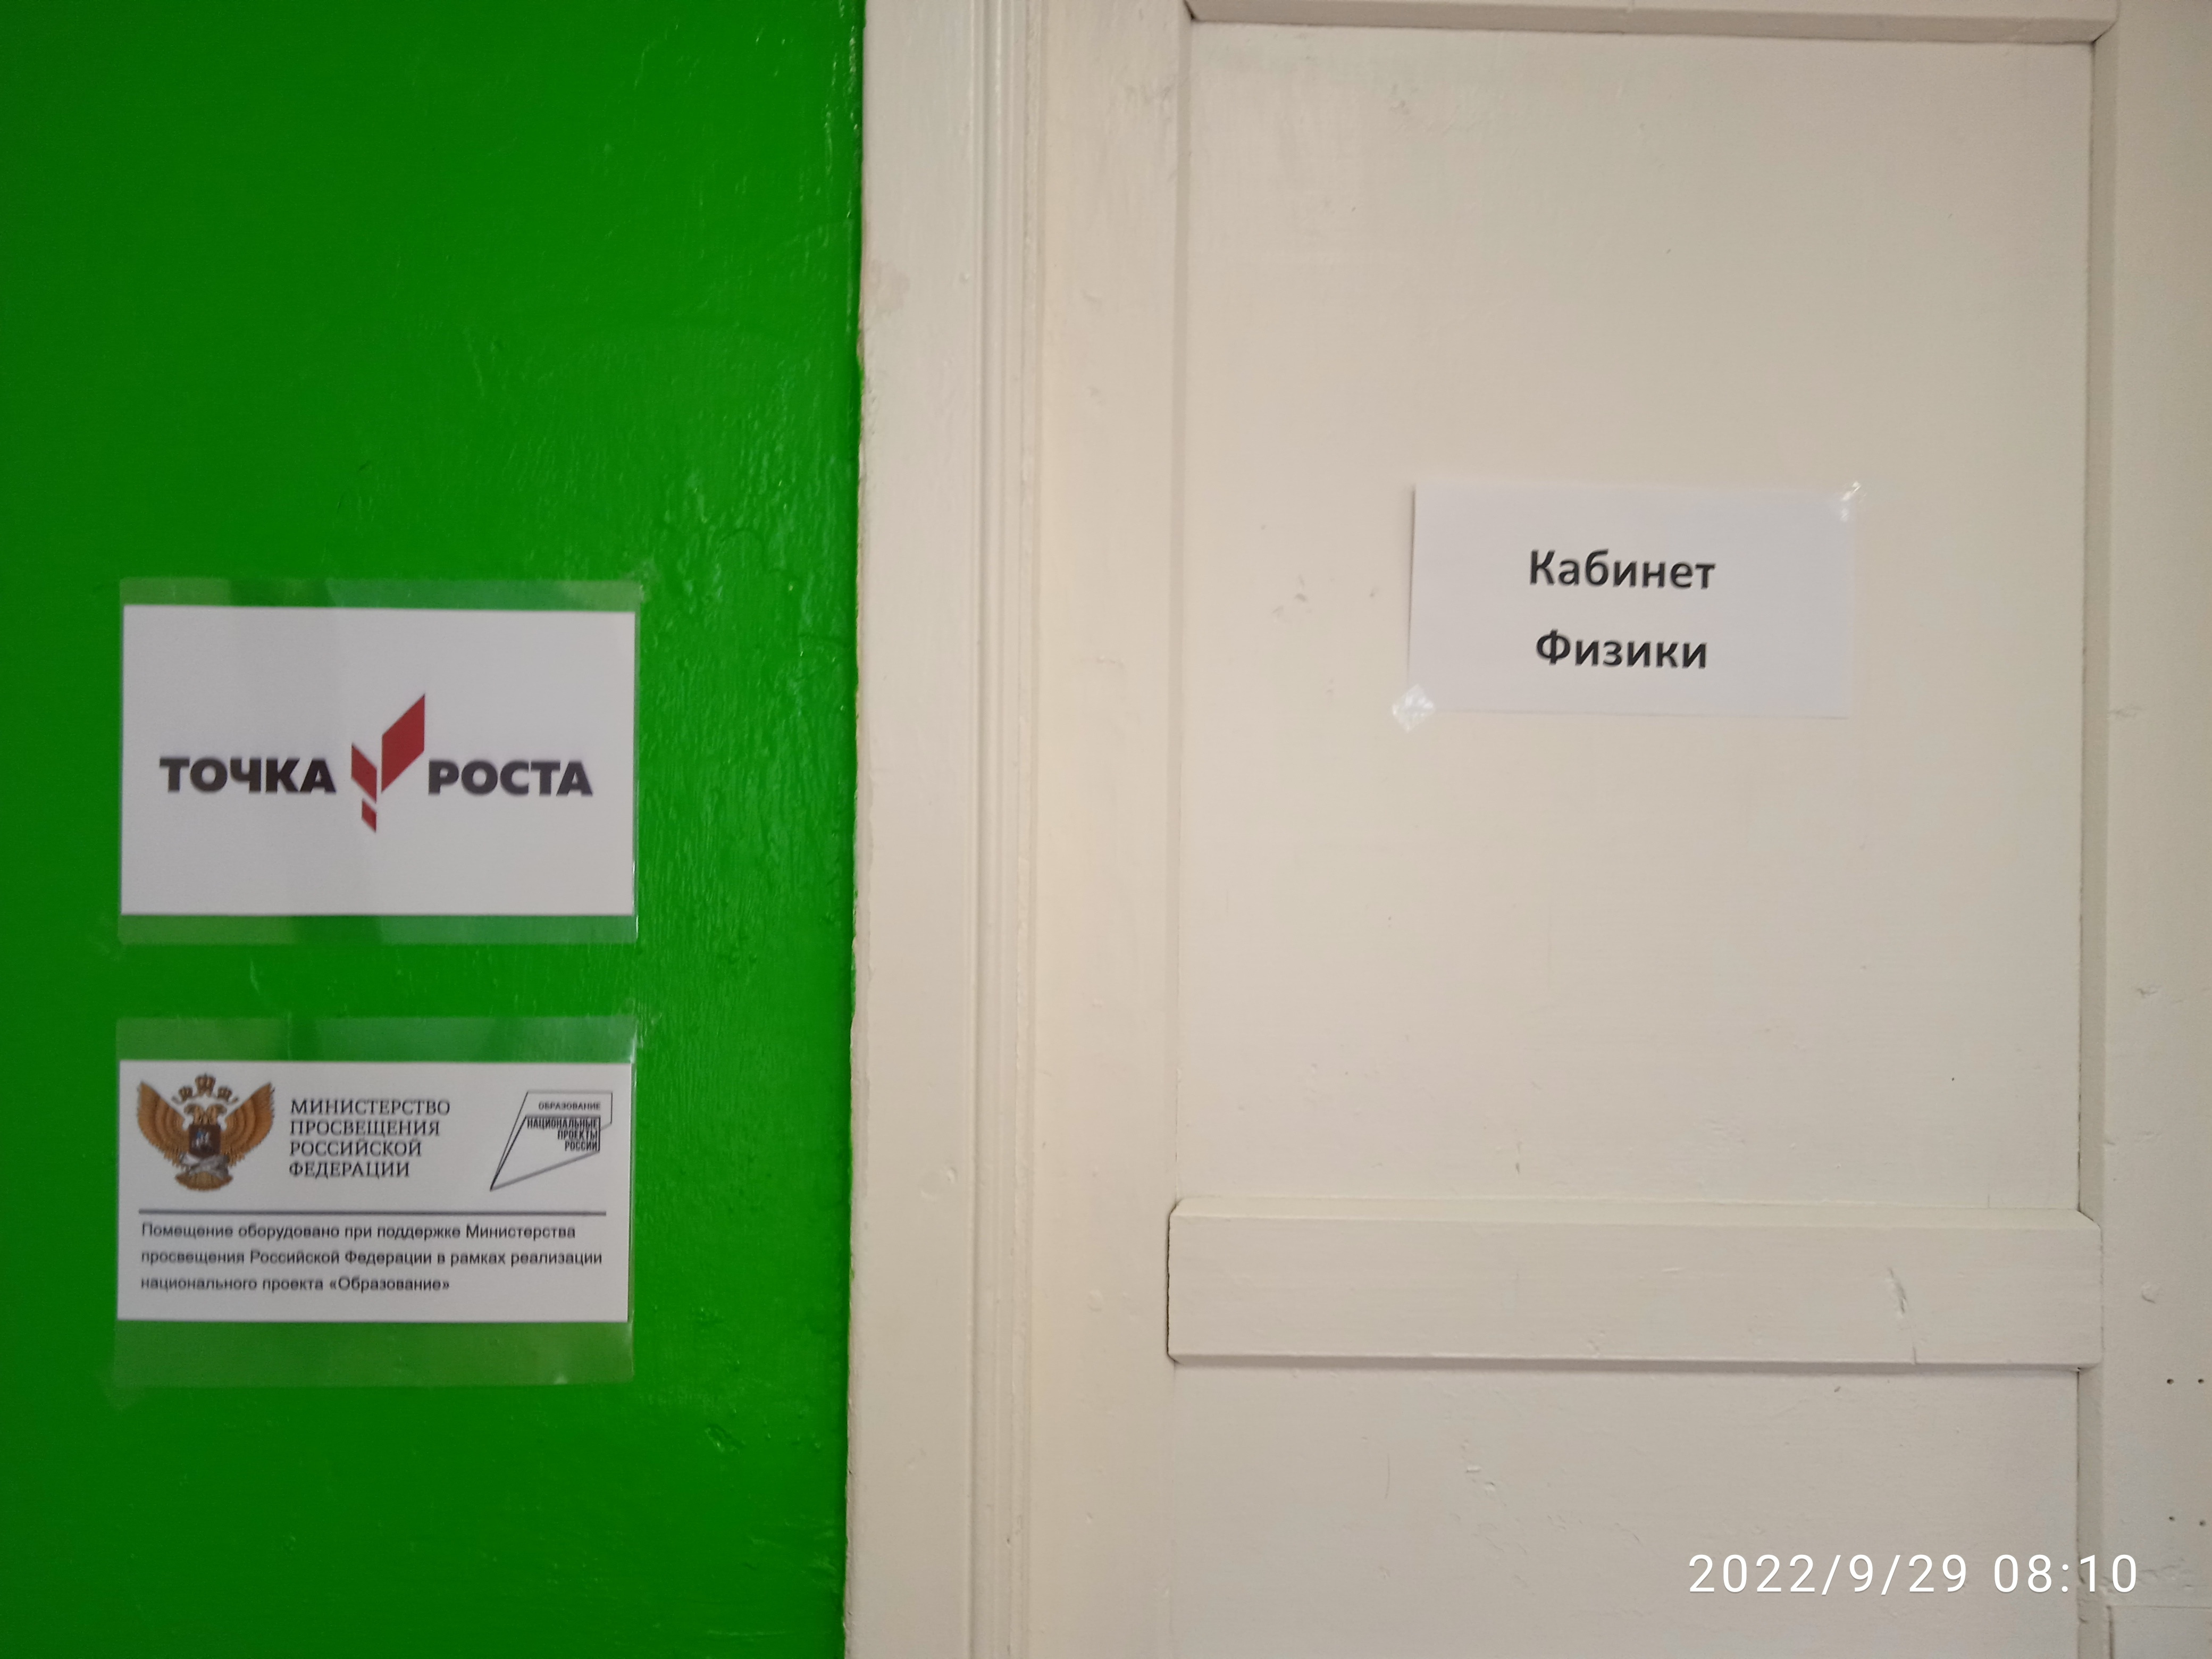 ТОЧКА РОСТА
МИНИСТЕРСТВО
ПРОСВЕЩЕНИЯ
РОССИЙСКОЙ
ФЕДЕРАЦИИ
ОБРАЗОВАНИЕ
НАЦИОНАЛЬНЫЕ
ПРОЕКТЫ
РОССИИ
Помещение оборудовано при поддержке Министерства
просвещения Российской Федерации в рамках реализации
национального проекта «Образование»
Кабинет
Физики
2022/9/29 08:10